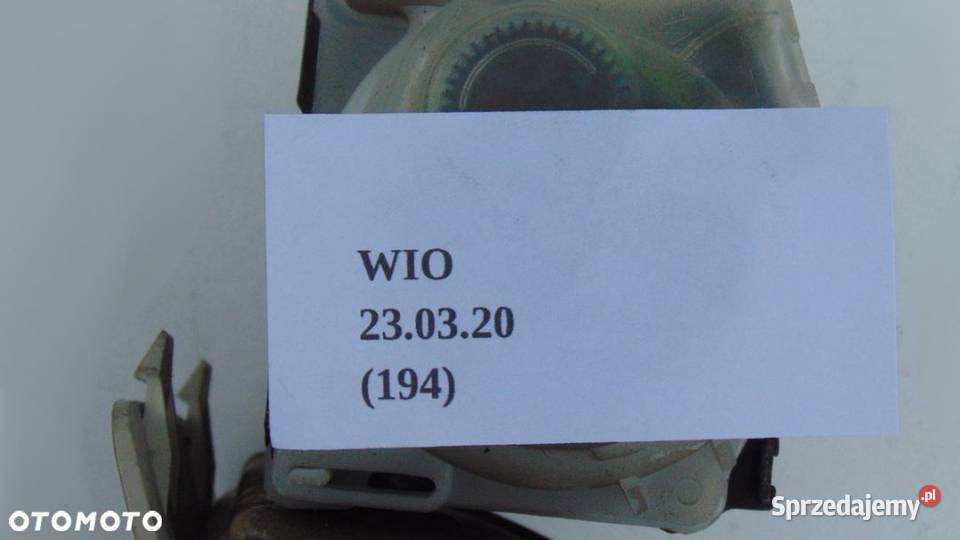 WIO
23.03.20
(194)
OTOMOTO
Sprzedajemy.pl